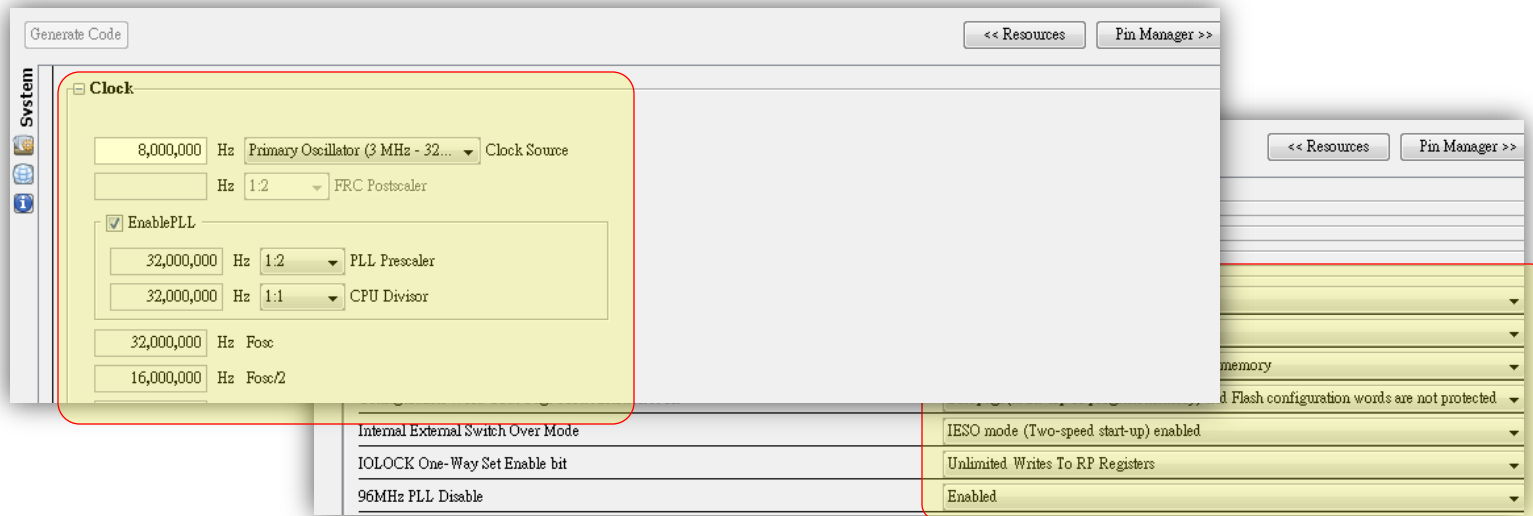 Generate Code
<< Resources
Pin Manager >>
System
Clock
8,000,000 Hz Primary Oscillator (3 MHz - 32... Clock Source
Hz 1:2 FRC Postscaler
EnablePLL
32,000,000 Hz 1:2 PLL Prescaler
32,000,000 Hz 1:1 CPU Divisor
32,000,000 Hz Fosc
16,000,000 Hz Fosc/2
<< Resources
Pin Manager >>
memory
d Flash configuration words are not protected
Internal External Switch Over Mode IESO mode (Two-speed start-up) enabled
IOLOCK One-Way Set Enable bit Unlimited Writes To RP Registers
96MHz PLL Disable Enabled